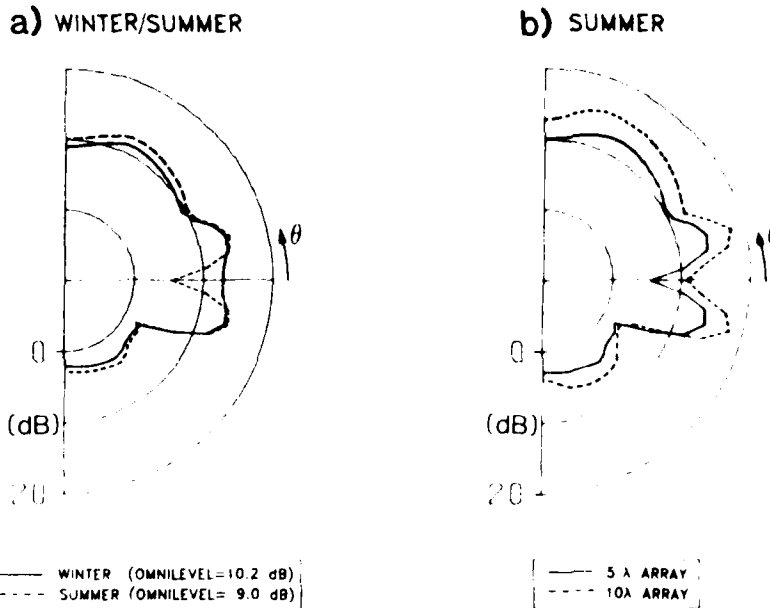 a) WINTER/SUMMER
b) SUMMER
θ
0
(dB)
20
0
(dB)
20
WINTER (OMNILEVEL=10.2 dB)
SUMMER (OMNILEVEL= 9.0 dB)
5 λ ARRAY
10λ ARRAY